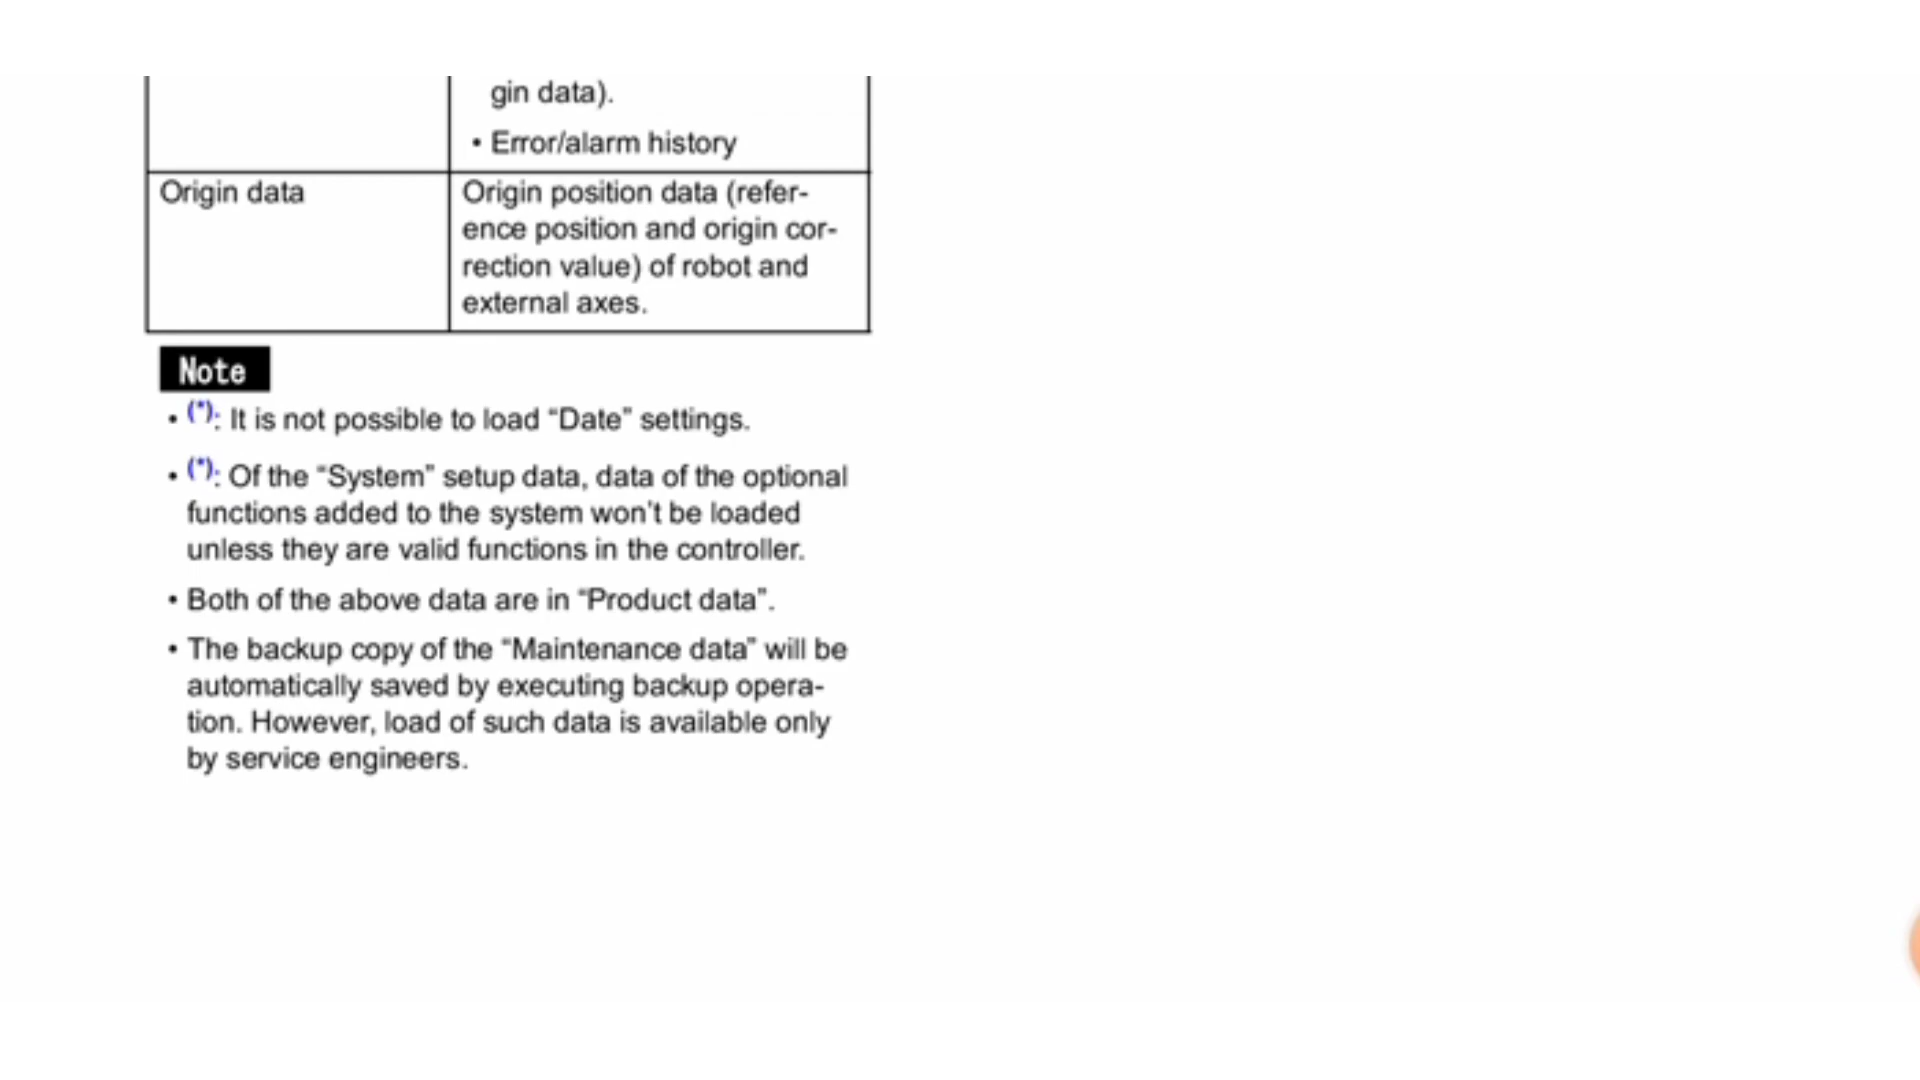 gin data).
• Error/alarm history
Origin data
Origin position data (refer-
ence position and origin cor-
rection value) of robot and
external axes.
Note
• (*): It is not possible to load “Date” settings.
• (*): Of the “System” setup data, data of the optional
functions added to the system won’t be loaded
unless they are valid functions in the controller.
• Both of the above data are in “Product data”.
• The backup copy of the “Maintenance data” will be
automatically saved by executing backup opera-
tion. However, load of such data is available only
by service engineers.